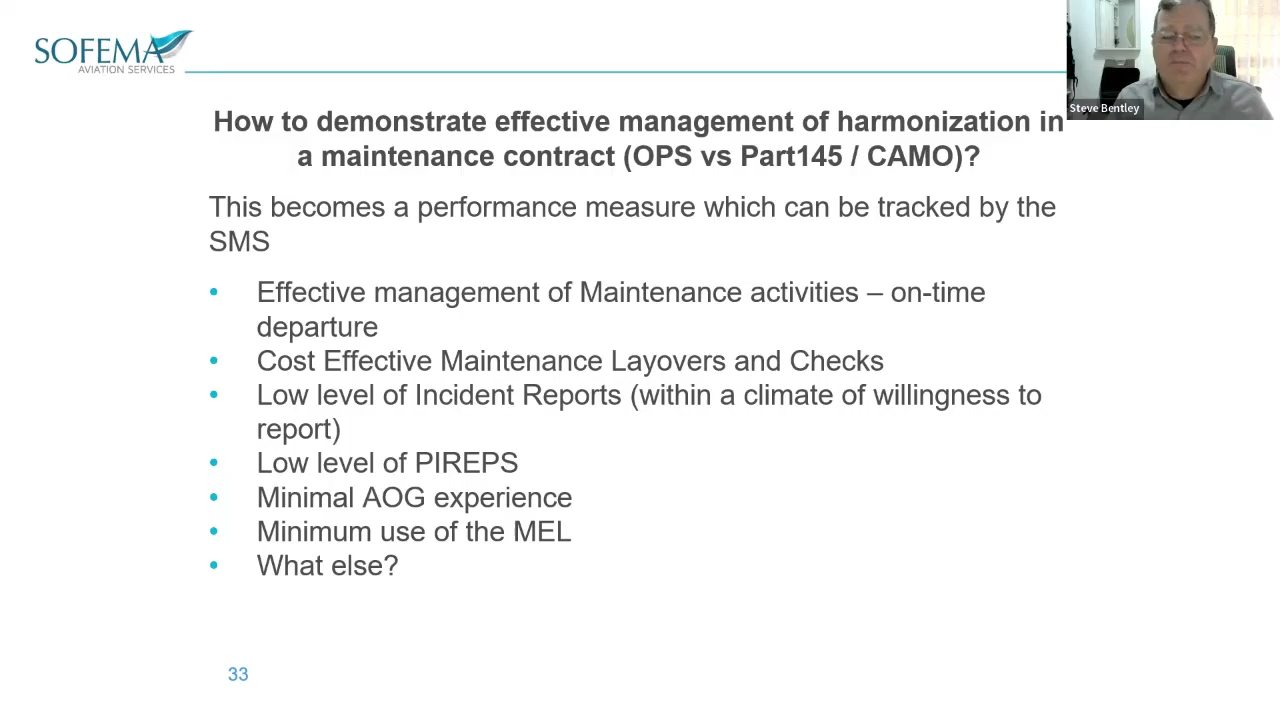 SOFEMA
AVIATION SERVICES
Steve Bentley
How to demonstrate effective management of harmonization in
a maintenance contract (OPS vs Part145 / CAMO)?
This becomes a performance measure which can be tracked by the
SMS
• Effective management of Maintenance activities – on-time
departure
• Cost Effective Maintenance Layovers and Checks
• Low level of Incident Reports (within a climate of willingness to
report)
• Low level of PIREPS
• Minimal AOG experience
• Minimum use of the MEL
• What else?
33